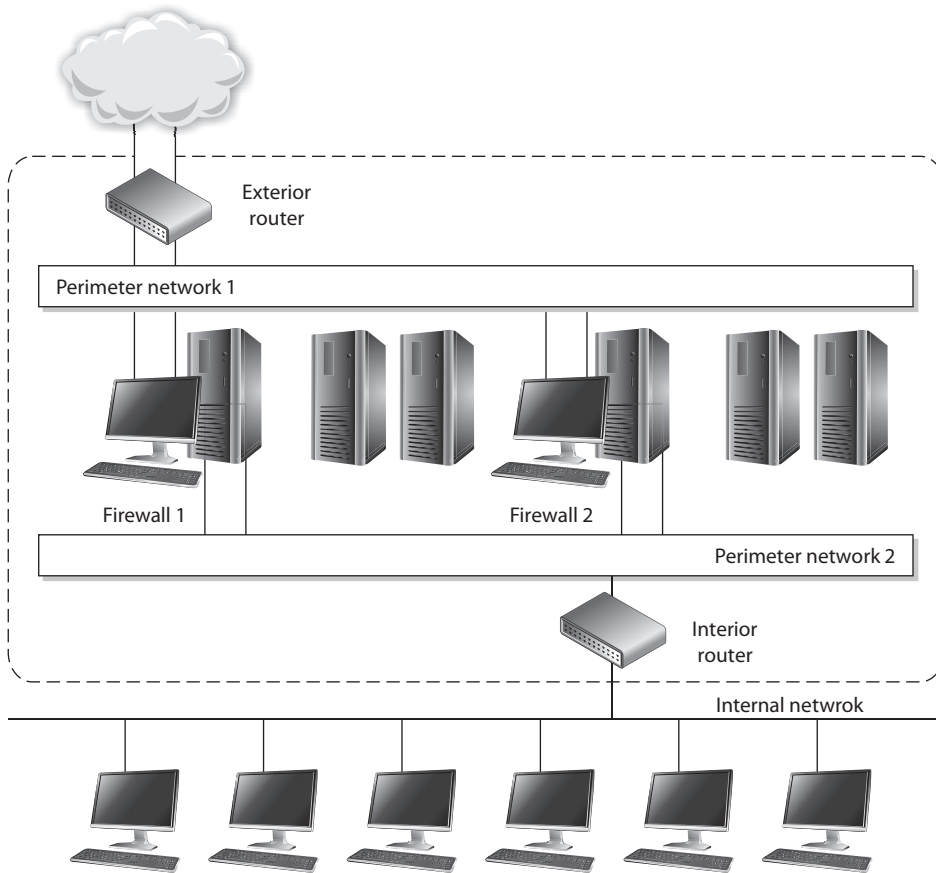 Exterior
router
Perimeter network 1
Firewall 1
Firewall 2
Perimeter network 2
Interior
router
Internal netwrok